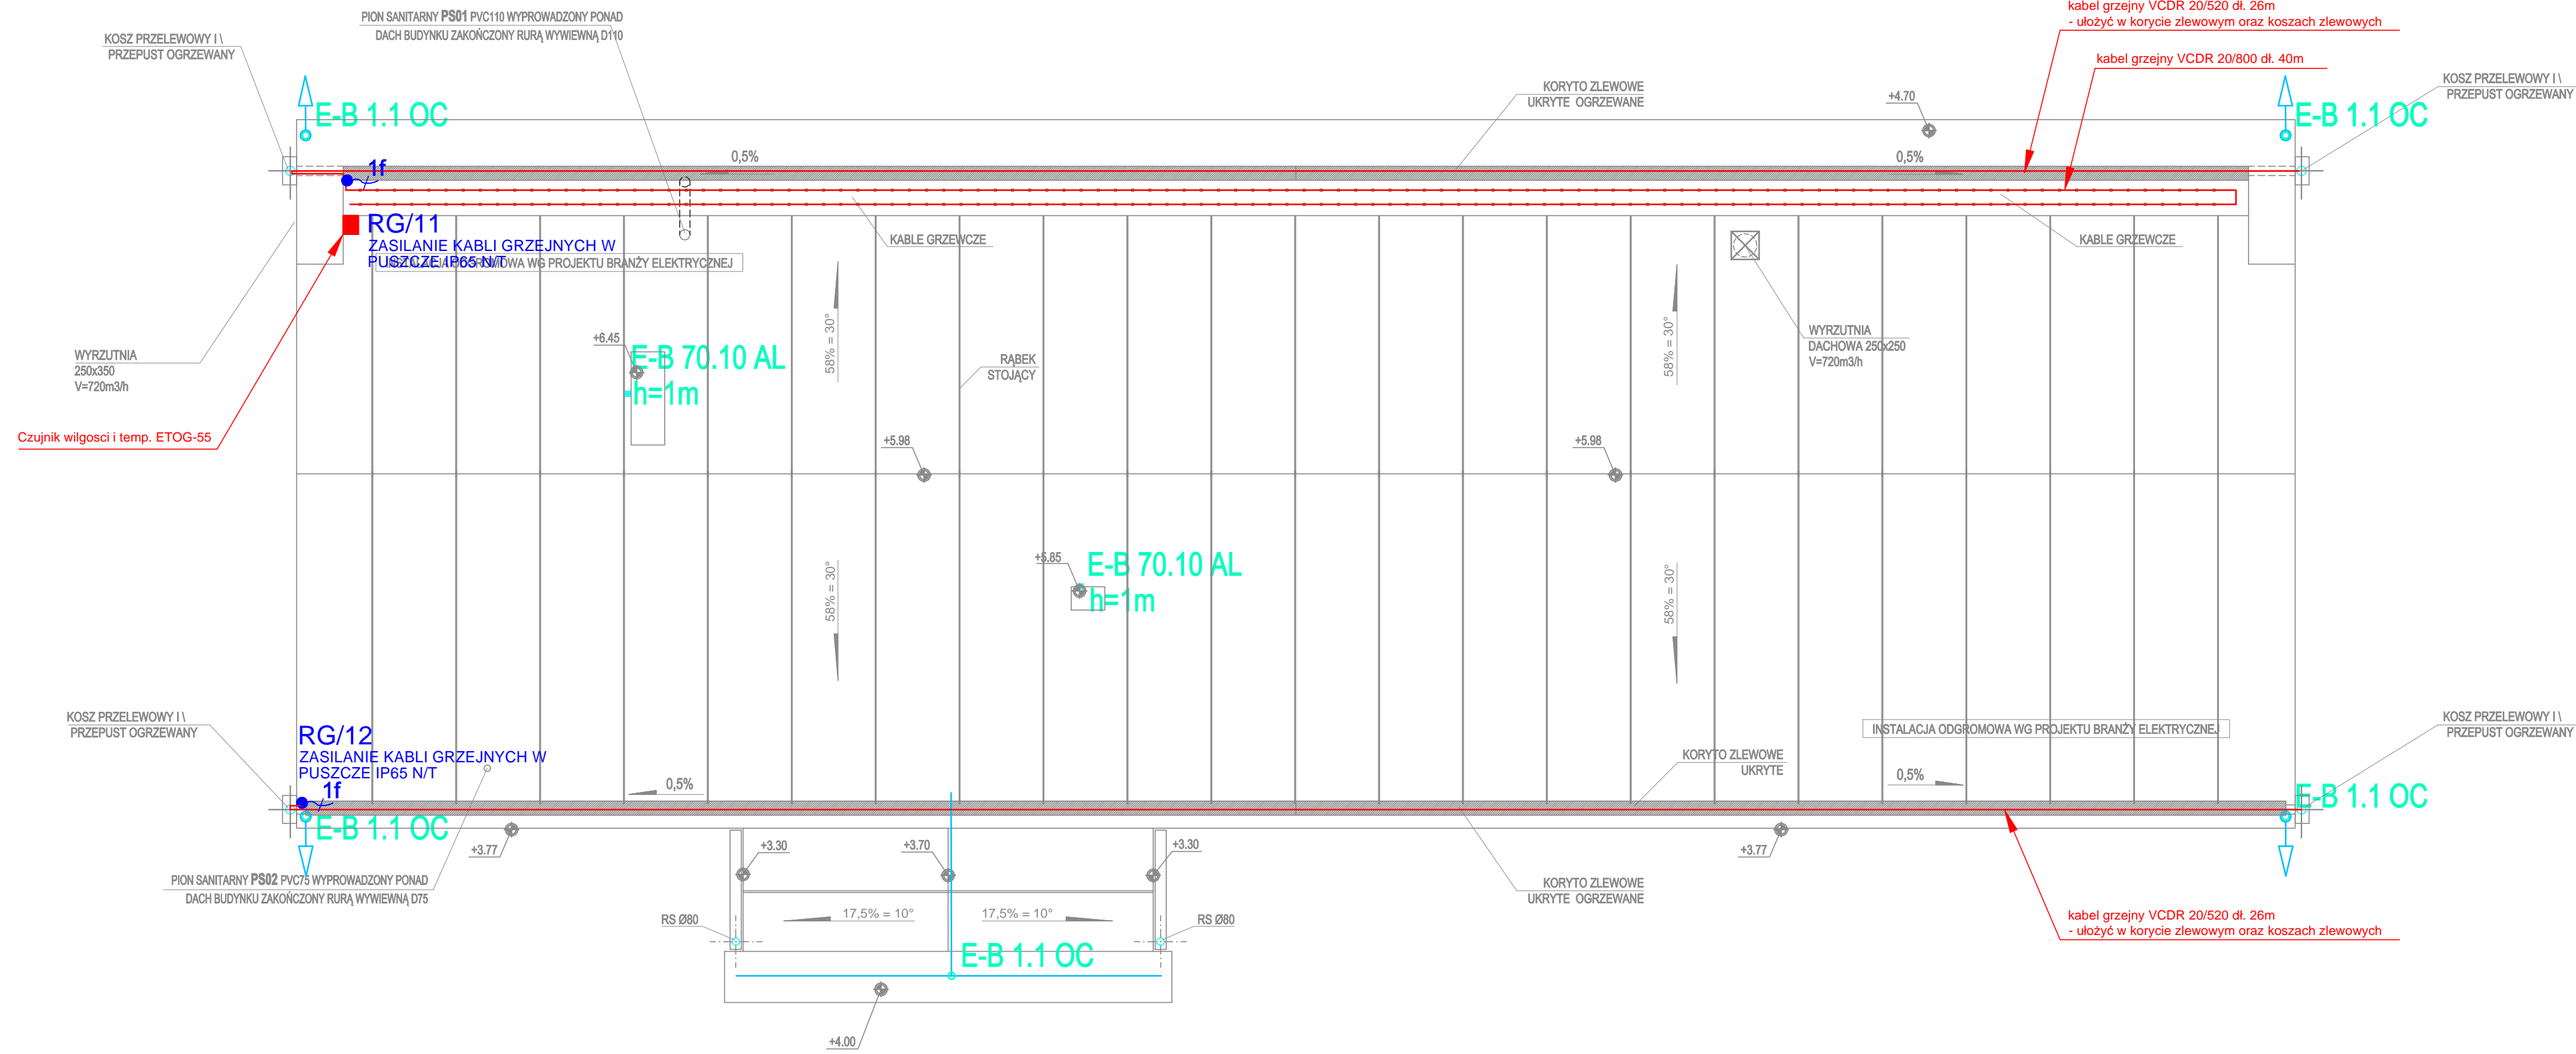 kabel grzejny VCDR 20/520 dł. 26m
- ułożyć w korycie zlewowym oraz koszach zlewowych
PION SANITARNY PS01 PVC110 WYPROWADZONY PONAD
DACH BUDYNKU ZAKOŃCZONY RURĄ WYWIEWNĄ D110
KOSZ PRZELEWOWY I \
PRZEPUST OGRZEWANY
kabel grzejny VCDR 20/800 dł. 40m
KORYTO ZLEWOWE
UKRYTE OGRZEWANE
+4.70
KOSZ PRZELEWOWY I \
PRZEPUST OGRZEWANY
E-B 1.1 OC
E-B 1.1 OC
1f
0,5%
0,5%
RG/11
ZASILANIE KABLI GRZEJNYCH W
PUSZCZE IP65 N/T
INSTALACJA ODGROMOWA WG PROJEKTU BRANŻY ELEKTRYCZNEJ
KABLE GRZEWCZE
KABLE GRZEWCZE
WYRZUTNIA
250x350
V=720m3/h
+6.45
E-B 70.10 AL
h=1m
58% = 30°
RĄBEK
STOJĄCY
58% = 30°
WYRZUTNIA
DACHOWA 250x250
V=720m3/h
Czujnik wilgosci i temp. ETOG-55
+5.98
+5.98
+5.85
E-B 70.10 AL
h=1m
58% = 30°
58% = 30°
KOSZ PRZELEWOWY I \
PRZEPUST OGRZEWANY
RG/12
ZASILANIE KABLI GRZEJNYCH W
PUSZCZE IP65 N/T
1f
0,5%
INSTALACJA ODGROMOWA WG PROJEKTU BRANŻY ELEKTRYCZNEJ
KORYTO ZLEWOWE
UKRYTE
0,5%
KOSZ PRZELEWOWY I \
PRZEPUST OGRZEWANY
E-B 1.1 OC
E-B 1.1 OC
+3.77
+3.30
+3.70
+3.30
+3.77
PION SANITARNY PS02 PVC75 WYPROWADZONY PONAD
DACH BUDYNKU ZAKOŃCZONY RURĄ WYWIEWNĄ D75
KORYTO ZLEWOWE
UKRYTE OGRZEWANE
RS Ø80
17,5% = 10°
17,5% = 10°
RS Ø80
kabel grzejny VCDR 20/520 dł. 26m
- ułożyć w korycie zlewowym oraz koszach zlewowych
E-B 1.1 OC
+4.00